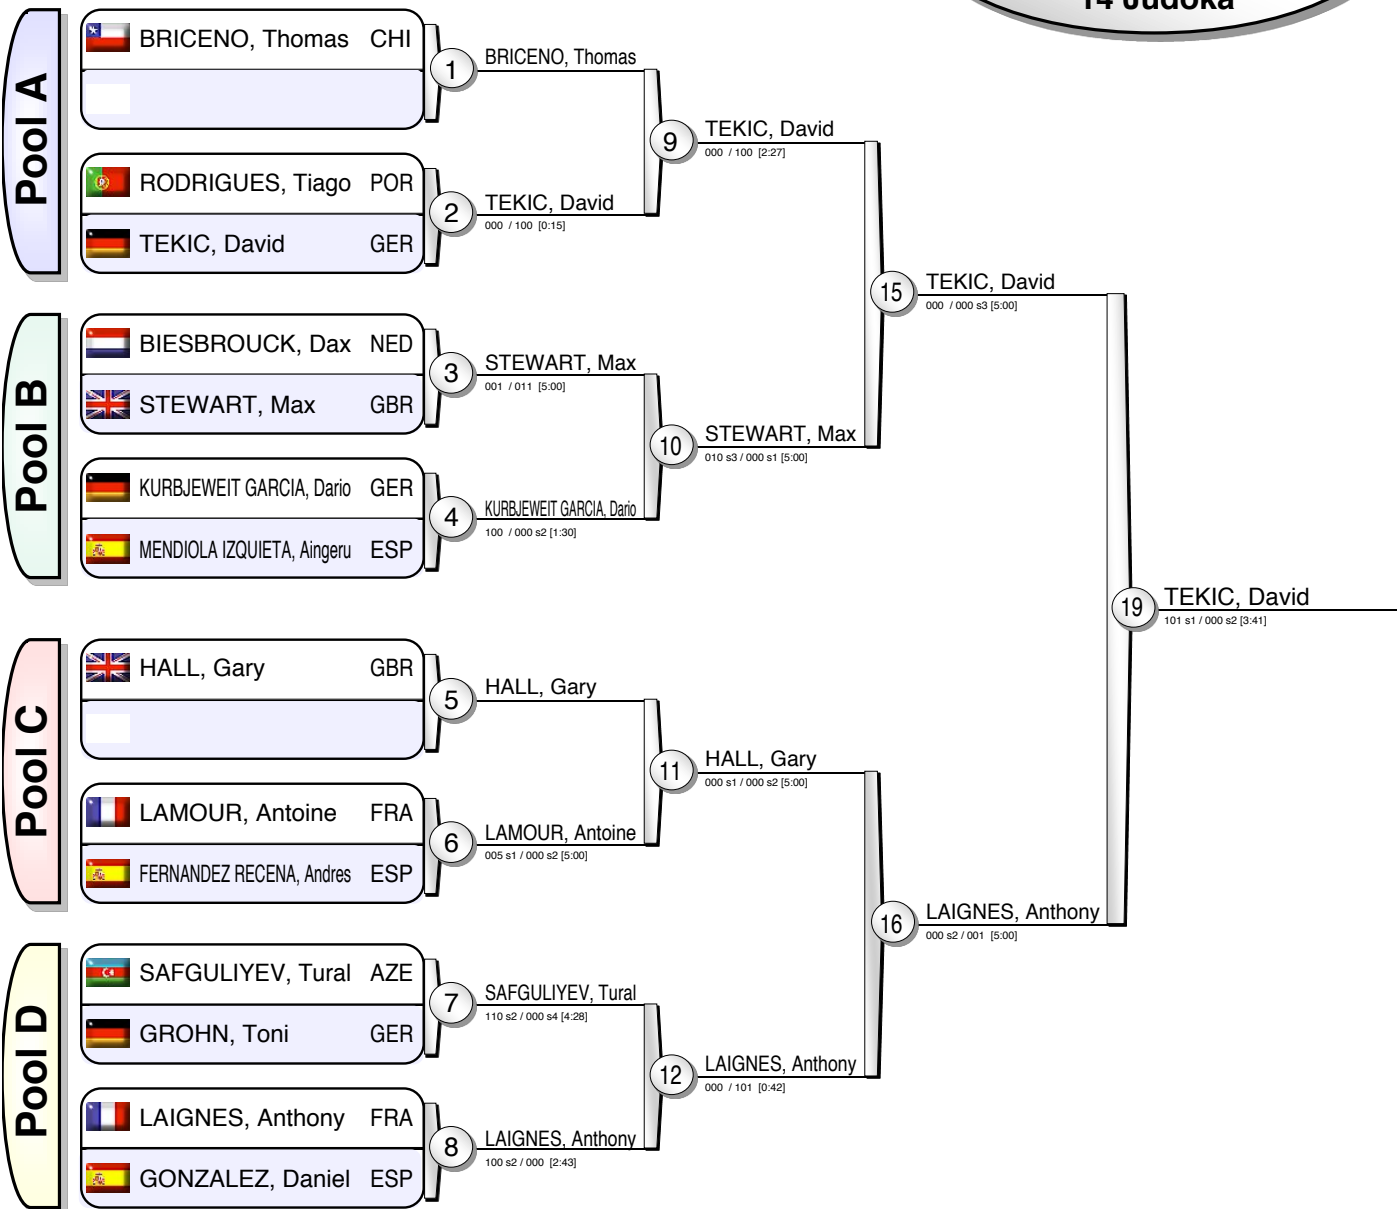 14 Judoka
Pool A
BRICENO, Thomas CHI
1
BRICENO, Thomas
RODRIGUES, Tiago POR
TEKIC, David GER
2
TEKIC, David
000 / 100 [0:15]
9
TEKIC, David
000 / 100 [2:27]
Pool B
BIESBROUCK, Dax NED
STEWART, Max GBR
3
STEWART, Max
001 / 011 [5:00]
KURBJEWEIT GARCIA, Dario GER
MENDIOLA IZQUIETA, Aingeru ESP
4
KURBJEWEIT GARCIA, Dario
100 / 000 s2 [1:30]
10
STEWART, Max
010 s3 / 000 s1 [5:00]
15
TEKIC, David
000 / 000 s3 [5:00]
Pool C
HALL, Gary GBR
5
HALL, Gary
LAMOUR, Antoine FRA
FERNANDEZ RECENA, Andres ESP
6
LAMOUR, Antoine
005 s1 / 000 s2 [5:00]
11
HALL, Gary
000 s1 / 000 s2 [5:00]
Pool D
SAFGULIYEV, Tural AZE
GROHN, Toni GER
7
SAFGULIYEV, Tural
110 s2 / 000 s4 [4:28]
LAIGNES, Anthony FRA
GONZALEZ, Daniel ESP
8
LAIGNES, Anthony
100 s2 / 000 [2:43]
12
LAIGNES, Anthony
000 / 101 [0:42]
16
LAIGNES, Anthony
000 s2 / 001 [5:00]
19
TEKIC, David
101 s1 / 000 s2 [3:41]